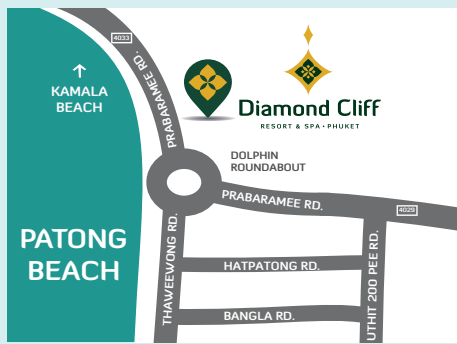 4033
KAMALA
BEACH
PRABARAMEE RD.
Diamond Cliff
RESORT & SPA • PHUKET
DOLPHIN
ROUNDABOUT
PRABARAMEE RD.
4029
PATONG
BEACH
THAWEEWONG RD.
HATPATONG RD.
UTHIT 200 PEE RD.
BANGLA RD.